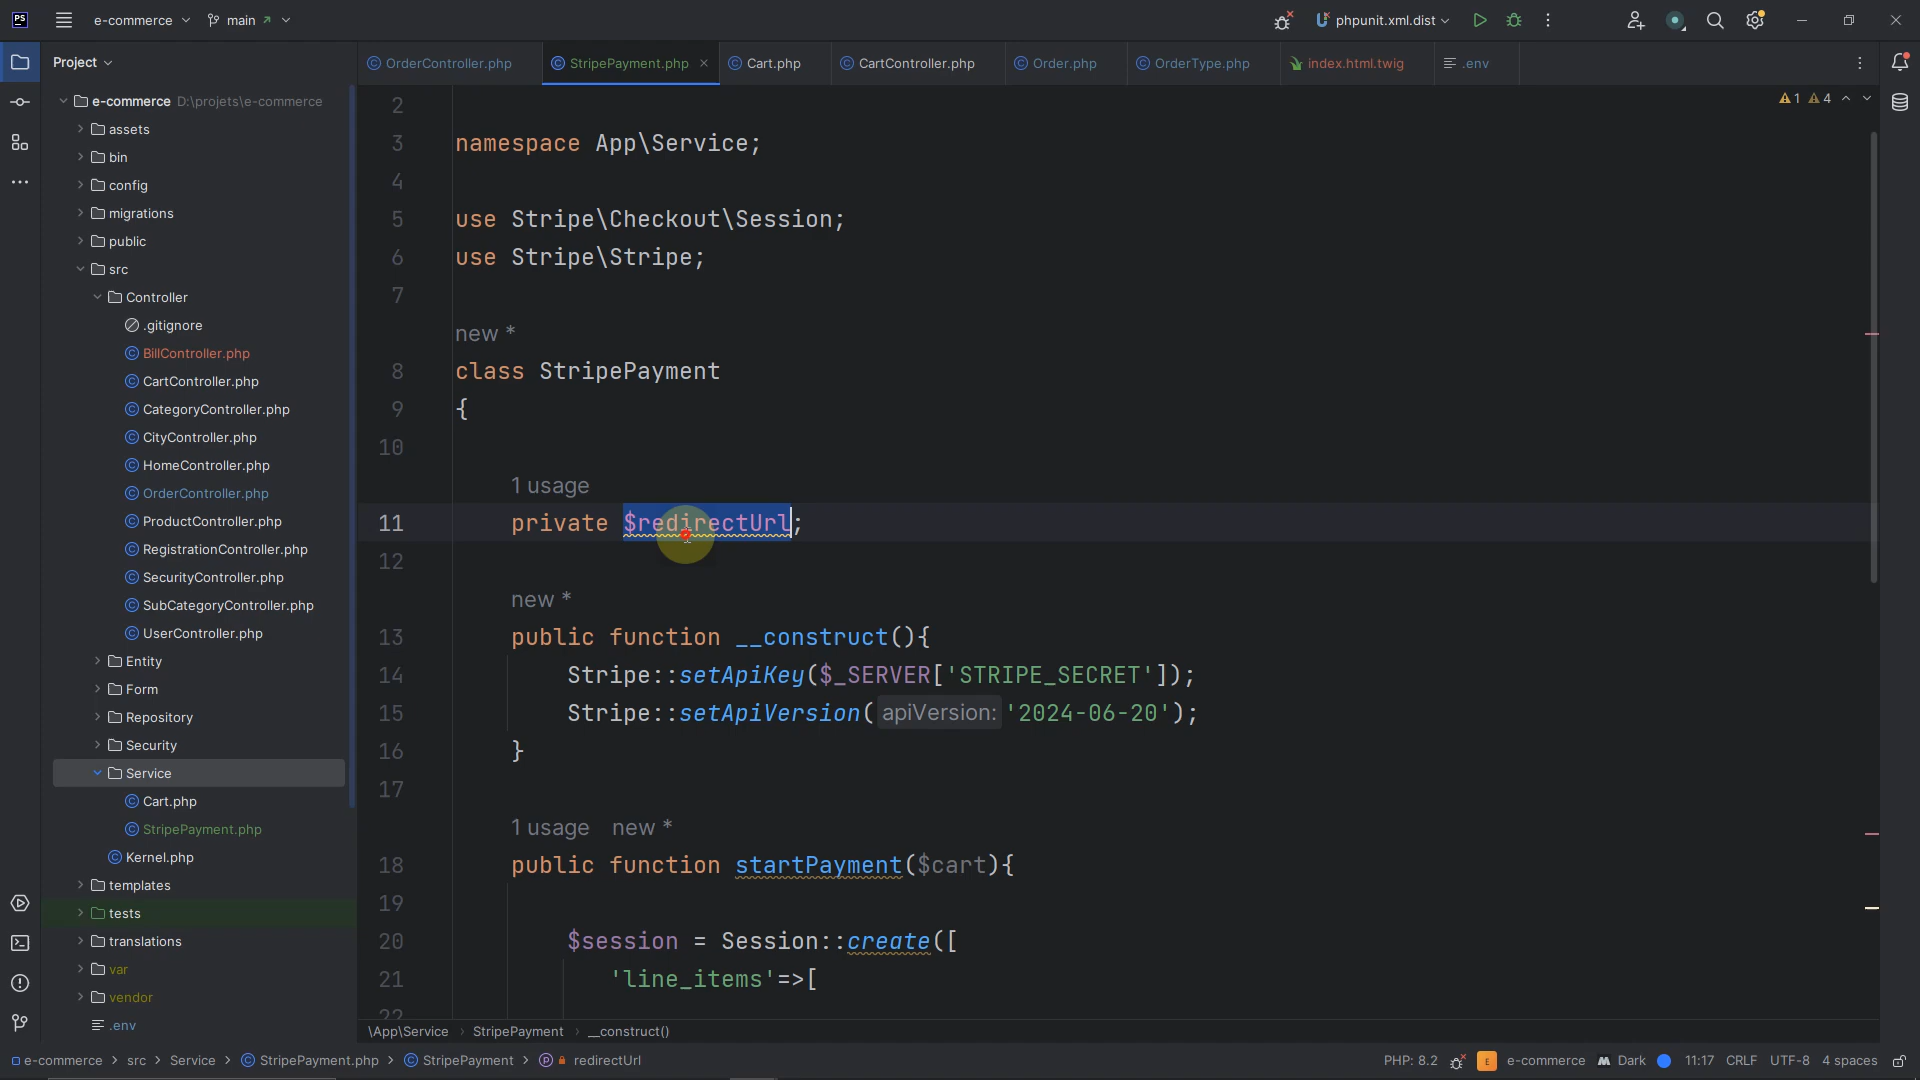 PS e-commerce main phpunit.xml.dist
Project
OrderController.php StripePayment.php Cart.php CartController.php Order.php OrderType.php index.html.twig .env
e-commerce D:\projets\e-commerce
assets
bin
config
migrations
public
src
Controller
.gitignore
BillController.php
CartController.php
CategoryController.php
CityController.php
HomeController.php
OrderController.php
ProductController.php
RegistrationController.php
SecurityController.php
SubCategoryController.php
UserController.php
Entity
Form
Repository
Security
Service
Cart.php
StripePayment.php
Kernel.php
templates
tests
translations
var
vendor
.env
1 4
2
3 namespace App\Service;
4
5 use Stripe\Checkout\Session;
6 use Stripe\Stripe;
7
new *
8 class StripePayment
9 {
10
1 usage
11 private $redirectUrl;
12
new *
13 public function __construct(){
14 Stripe::setApiKey($_SERVER['STRIPE_SECRET']);
15 Stripe::setApiVersion( apiVersion: '2024-06-20');
16 }
17
1 usage new *
18 public function startPayment($cart){
19
20 $session = Session::create([
21 'line_items'=>[
22
\App\Service > StripePayment > __construct()
e-commerce > src > Service > StripePayment.php > StripePayment > redirectUrl
PHP: 8.2 E e-commerce Dark 11:17 CRLF UTF-8 4 spaces